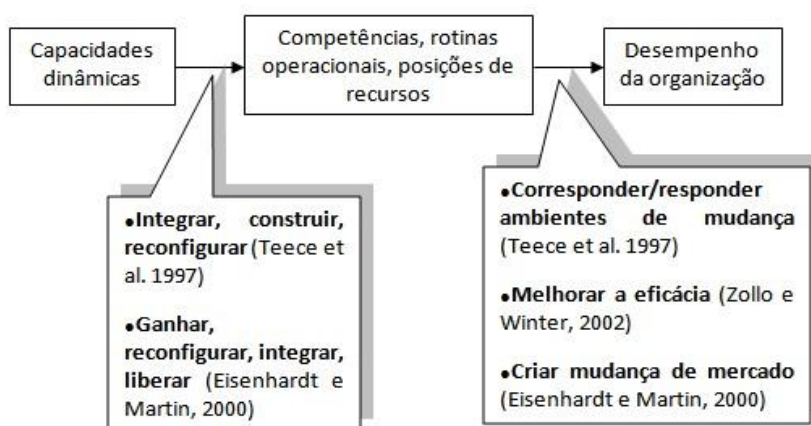 Capacidades
dinâmicas
Competências, rotinas
operacionais, posições de
recursos
Desempenho
da organização
•Integrar, construir,
reconfigurar (Teece et
al. 1997)
•Ganhar,
reconfigurar, integrar,
liberar (Eisenhardt e
Martin, 2000)
•Corresponder/responder
ambientes de mudança
(Teece et al. 1997)
•Melhorar a eficácia (Zollo e
Winter, 2002)
•Criar mudança de mercado
(Eisenhardt e Martin, 2000)